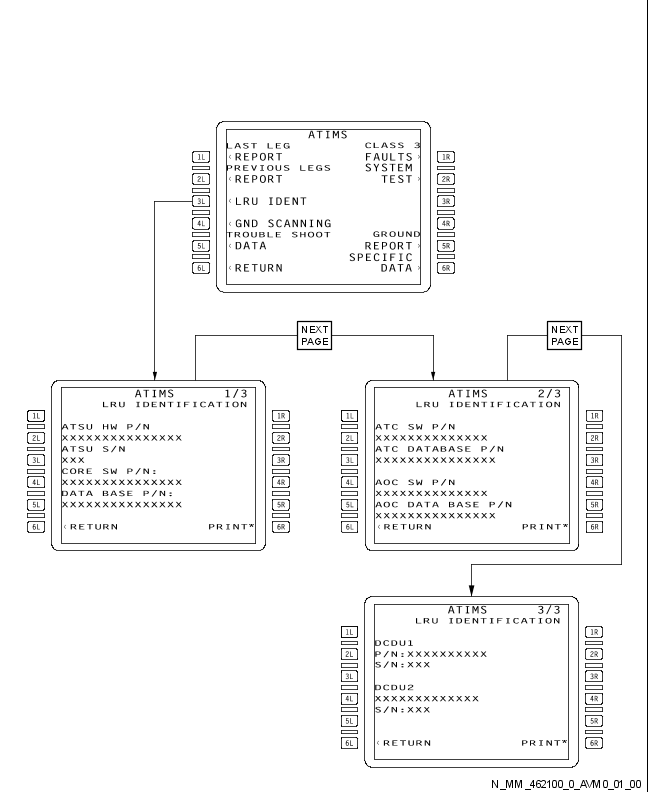 ATIMS
LAST LEG CLASS 3
1L ‹REPORT FAULTS› 1R
PREVIOUS LEGS SYSTEM
2L ‹REPORT TEST› 2R
3L ‹LRU IDENT 3R
4L ‹GND SCANNING 4R
TROUBLE SHOOT GROUND
5L ‹DATA REPORT› 5R
SPECIFIC
6L ‹RETURN DATA› 6R
NEXT
PAGE
NEXT
PAGE
ATIMS 1/3
LRU IDENTIFICATION
1L 1R
ATSU HW P/N
2L XXXXXXXXXXXXXXX 2R
ATSU S/N
3L XXX 3R
CORE SW P/N:
4L XXXXXXXXXXXXXXX 4R
DATA BASE P/N:
5L XXXXXXXXXXXXXXX 5R
6L ‹RETURN PRINT* 6R
ATIMS 2/3
LRU IDENTIFICATION
1L 1R
ATC SW P/N
2L XXXXXXXXXXXXXX 2R
ATC DATABASE P/N
3L XXXXXXXXXXXXXXX 3R
4L AOC SW P/N 4R
XXXXXXXXXXXXXX
5L AOC DATA BASE P/N 5R
XXXXXXXXXXXXXXX
6L ‹RETURN PRINT* 6R
ATIMS 3/3
LRU IDENTIFICATION
1L 1R
DCDU1
2L P/N:XXXXXXXXXX 2R
S/N:XXX
3L 3R
DCDU2
4L XXXXXXXXXXXXX 4R
S/N:XXX
5L 5R
6L ‹RETURN PRINT* 6R
N_MM_462100_0_AVM0_01_00